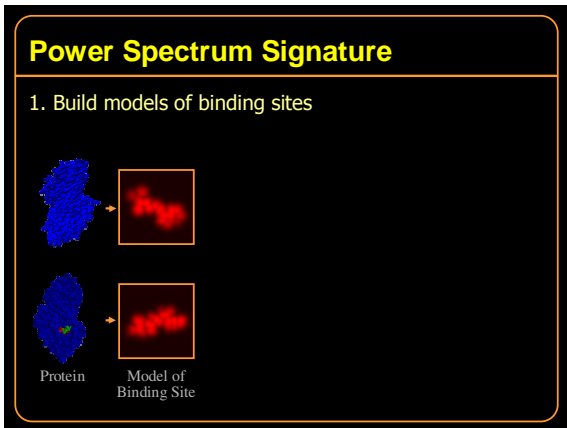 Power Spectrum Signature
1. Build models of binding sites
Protein
Model of
Binding Site